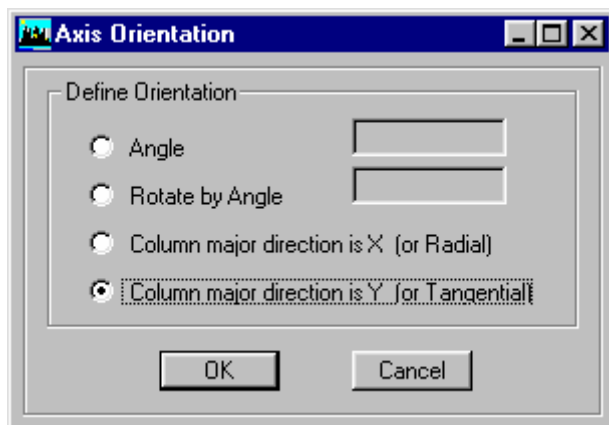 Axis Orientation
Define Orientation
Angle
Rotate by Angle
Column major direction is X (or Radial)
Column major direction is Y (or Tangential)
OK Cancel